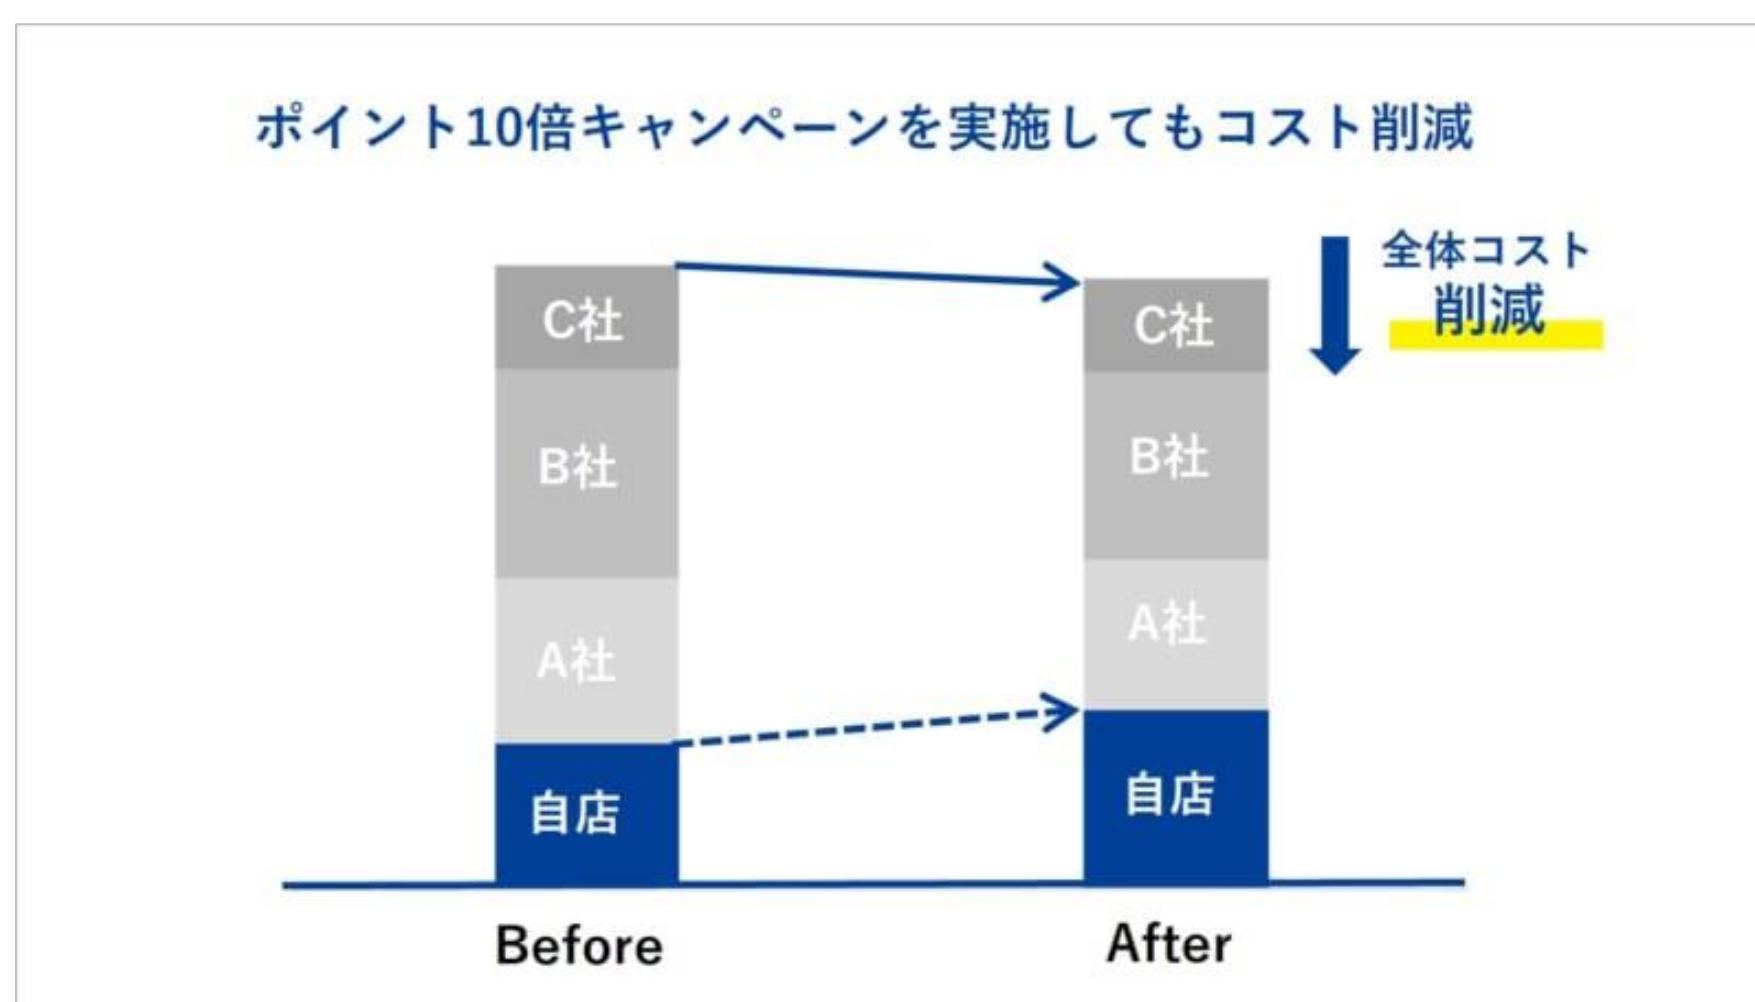 ポイント10倍キャンペーンを実施してもコスト削減
全体コスト
削減
C社
B社
A社
自店
C社
B社
A社
自店
Before
After